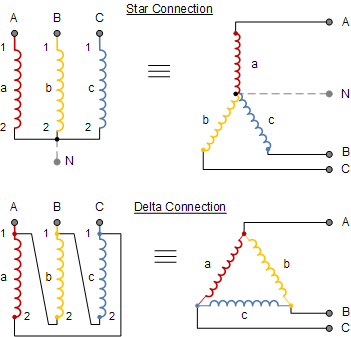 Star Connection
A B C
1 1 1
a b c
2 2 2
N
A
a
N
b c
B
C
Delta Connection
A B C
1 1 1
a b c
2 2 2
A
a b
c
B
C